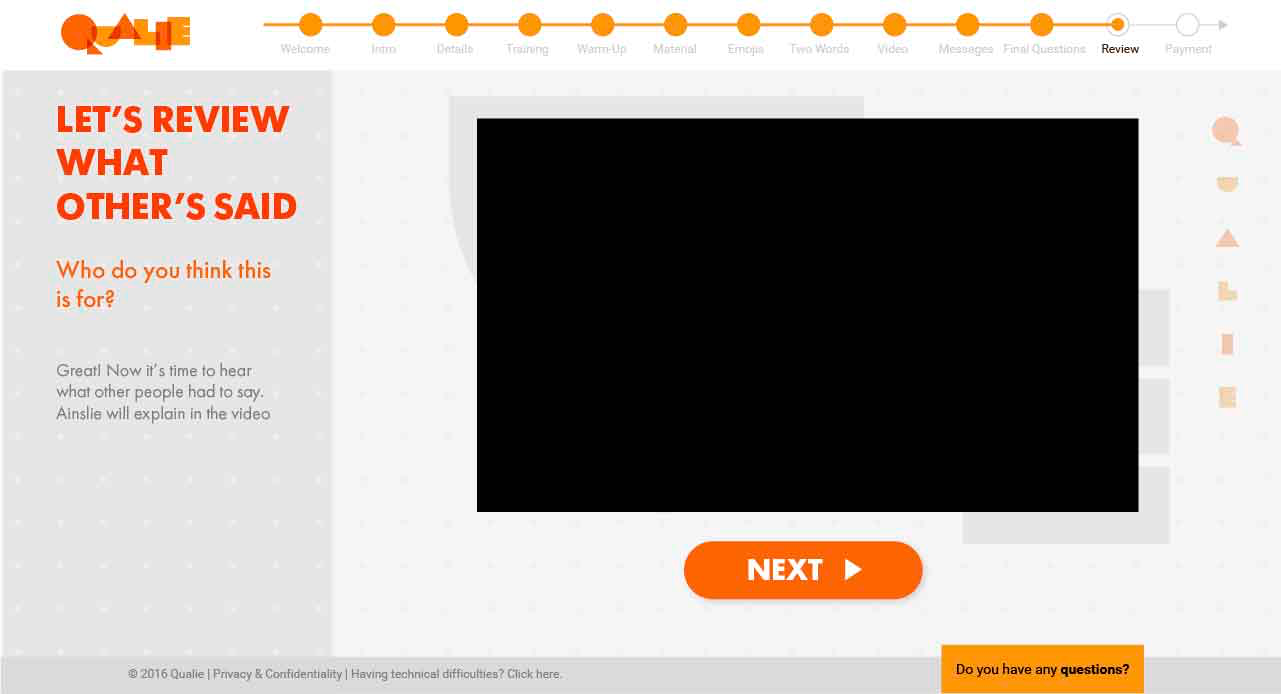 QUALIE
Welcome Intro Details Training Warm-Up Material Emojis Two Words Video Messages Final Questions Review Payment
LET'S REVIEW
WHAT
OTHER'S SAID
Who do you think this
is for?
Great! Now it's time to hear
what other people had to say.
Ainslie will explain in the video
NEXT
© 2016 Qualie | Privacy & Confidentiality | Having technical difficulties? Click here.
Do you have any questions?